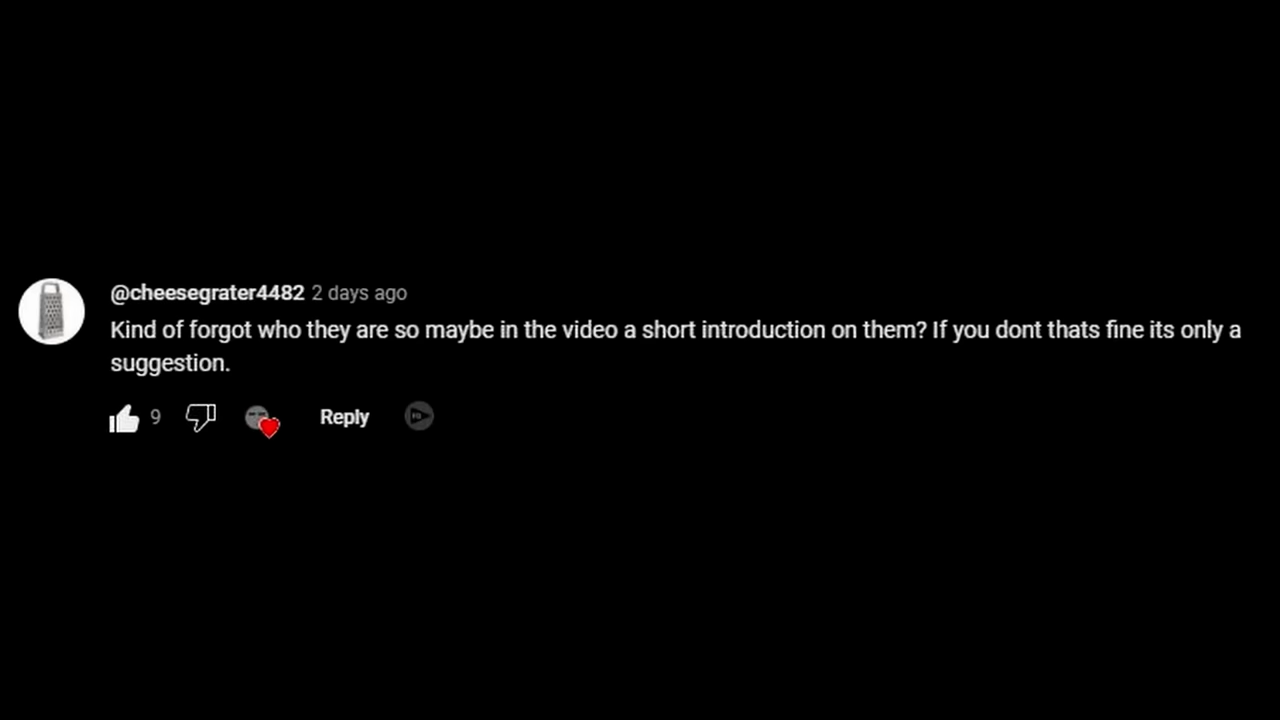 @cheesegrater4482 2 days ago
Kind of forgot who they are so maybe in the video a short introduction on them? If you dont thats fine its only a
suggestion.
9 Reply